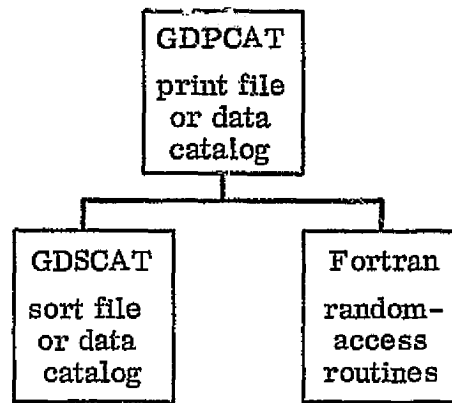 GDPCAT
print file
or data
catalog
GDSCAT
sort file
or data
catalog
Fortran
random-
access
routines